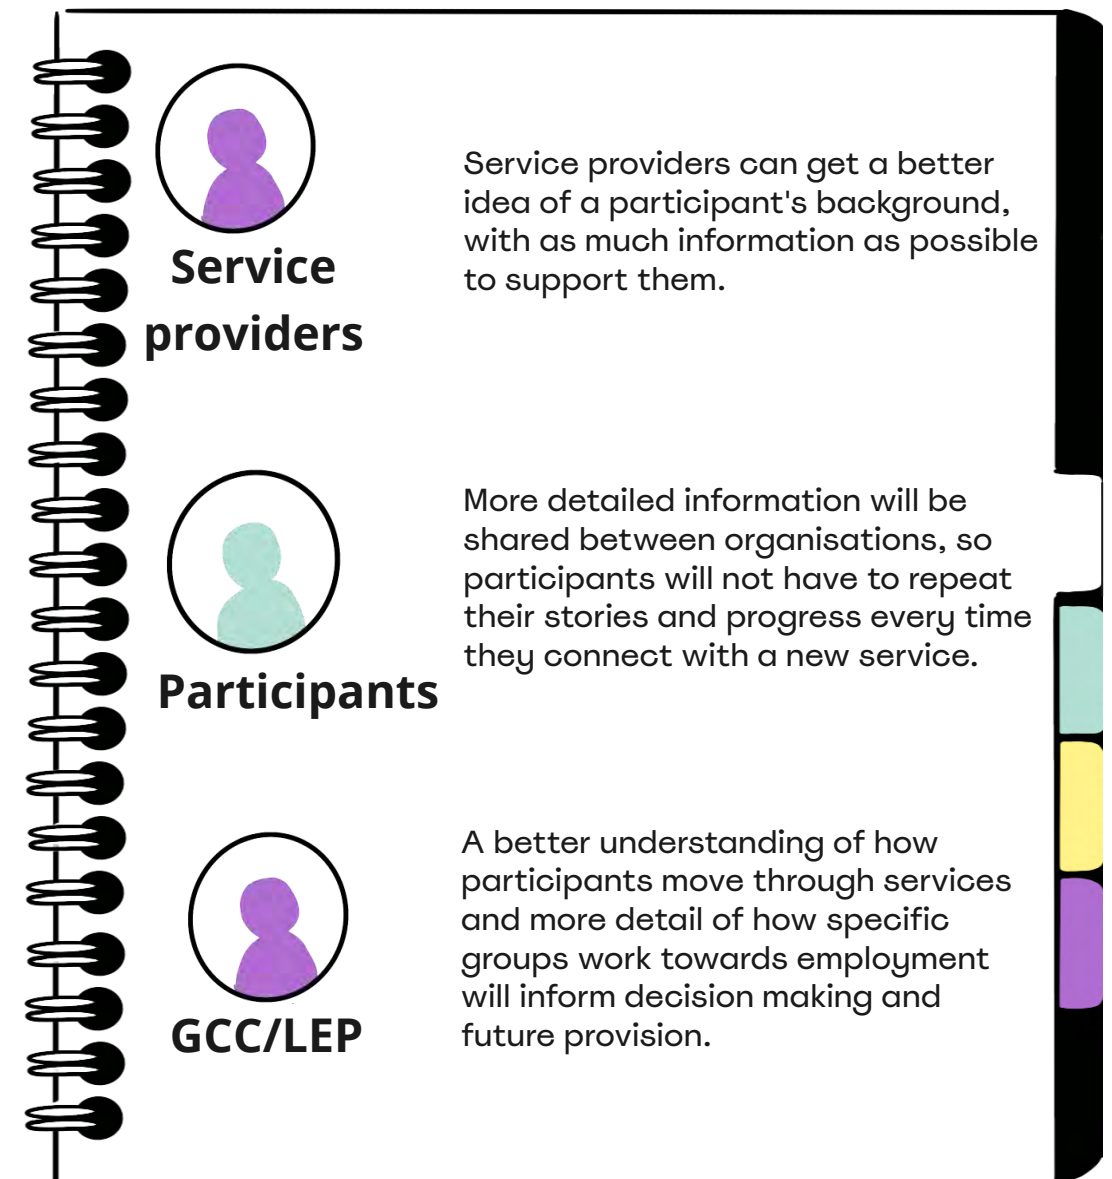 Service
providers
Service providers can get a better
idea of a participant's background,
with as much information as possible
to support them.
Participants
More detailed information will be
shared between organisations, so
participants will not have to repeat
their stories and progress every time
they connect with a new service.
GCC/LEP
A better understanding of how
participants move through services
and more detail of how specific
groups work towards employment
will inform decision making and
future provision.